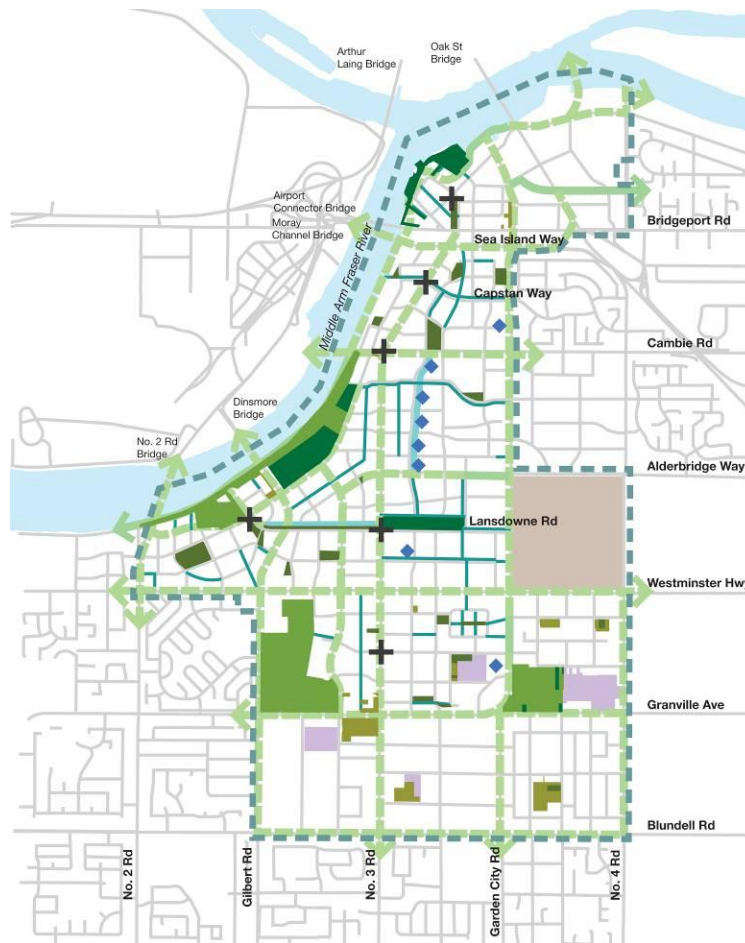 Arthur
Laing Bridge
Oak St
Bridge
Airport
Connector Bridge
Moray
Channel Bridge
Bridgeport Rd
Sea Island Way
Middle Arm Fraser River
Capstan Way
Cambie Rd
Dinsmore
Bridge
No. 2 Rd
Bridge
Alderbridge Way
Lansdowne Rd
Westminster Hwy
Granville Ave
Blundell Rd
No. 2 Rd
Gilbert Rd
No. 3 Rd
Garden City Rd
No. 4 Rd